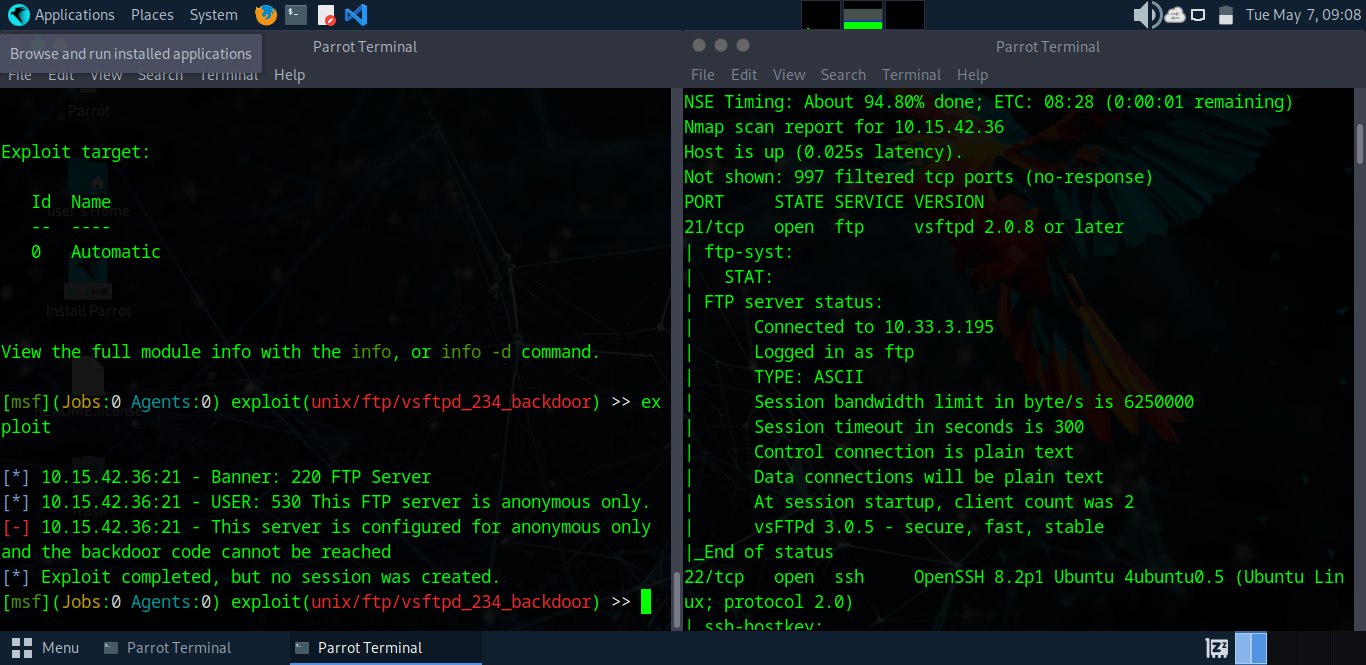 Applications Places System
Tue May 7, 09:08
Browse and run installed applications
Parrot Terminal
File Edit View Search Terminal Help
Parrot
user's Home
Install Parrot
Exploit target:
Id Name
-- ----
0 Automatic
View the full module info with the info, or info -d command.
[msf](Jobs:0 Agents:0) exploit(unix/ftp/vsftpd_234_backdoor) >> ex
ploit
[*] 10.15.42.36:21 - Banner: 220 FTP Server
[*] 10.15.42.36:21 - USER: 530 This FTP server is anonymous only.
[-] 10.15.42.36:21 - This server is configured for anonymous only
and the backdoor code cannot be reached
[*] Exploit completed, but no session was created.
[msf](Jobs:0 Agents:0) exploit(unix/ftp/vsftpd_234_backdoor) >>
Parrot Terminal
File Edit View Search Terminal Help
NSE Timing: About 94.80% done; ETC: 08:28 (0:00:01 remaining)
Nmap scan report for 10.15.42.36
Host is up (0.025s latency).
Not shown: 997 filtered tcp ports (no-response)
PORT STATE SERVICE VERSION
21/tcp open ftp vsftpd 2.0.8 or later
| ftp-syst:
| STAT:
| FTP server status:
| Connected to 10.33.3.195
| Logged in as ftp
| TYPE: ASCII
| Session bandwidth limit in byte/s is 6250000
| Session timeout in seconds is 300
| Control connection is plain text
| Data connections will be plain text
| At session startup, client count was 2
| vsFTPd 3.0.5 - secure, fast, stable
|_End of status
22/tcp open ssh OpenSSH 8.2p1 Ubuntu 4ubuntu0.5 (Ubuntu Lin
ux; protocol 2.0)
| ssh-hostkey:
Menu
Parrot Terminal
Parrot Terminal